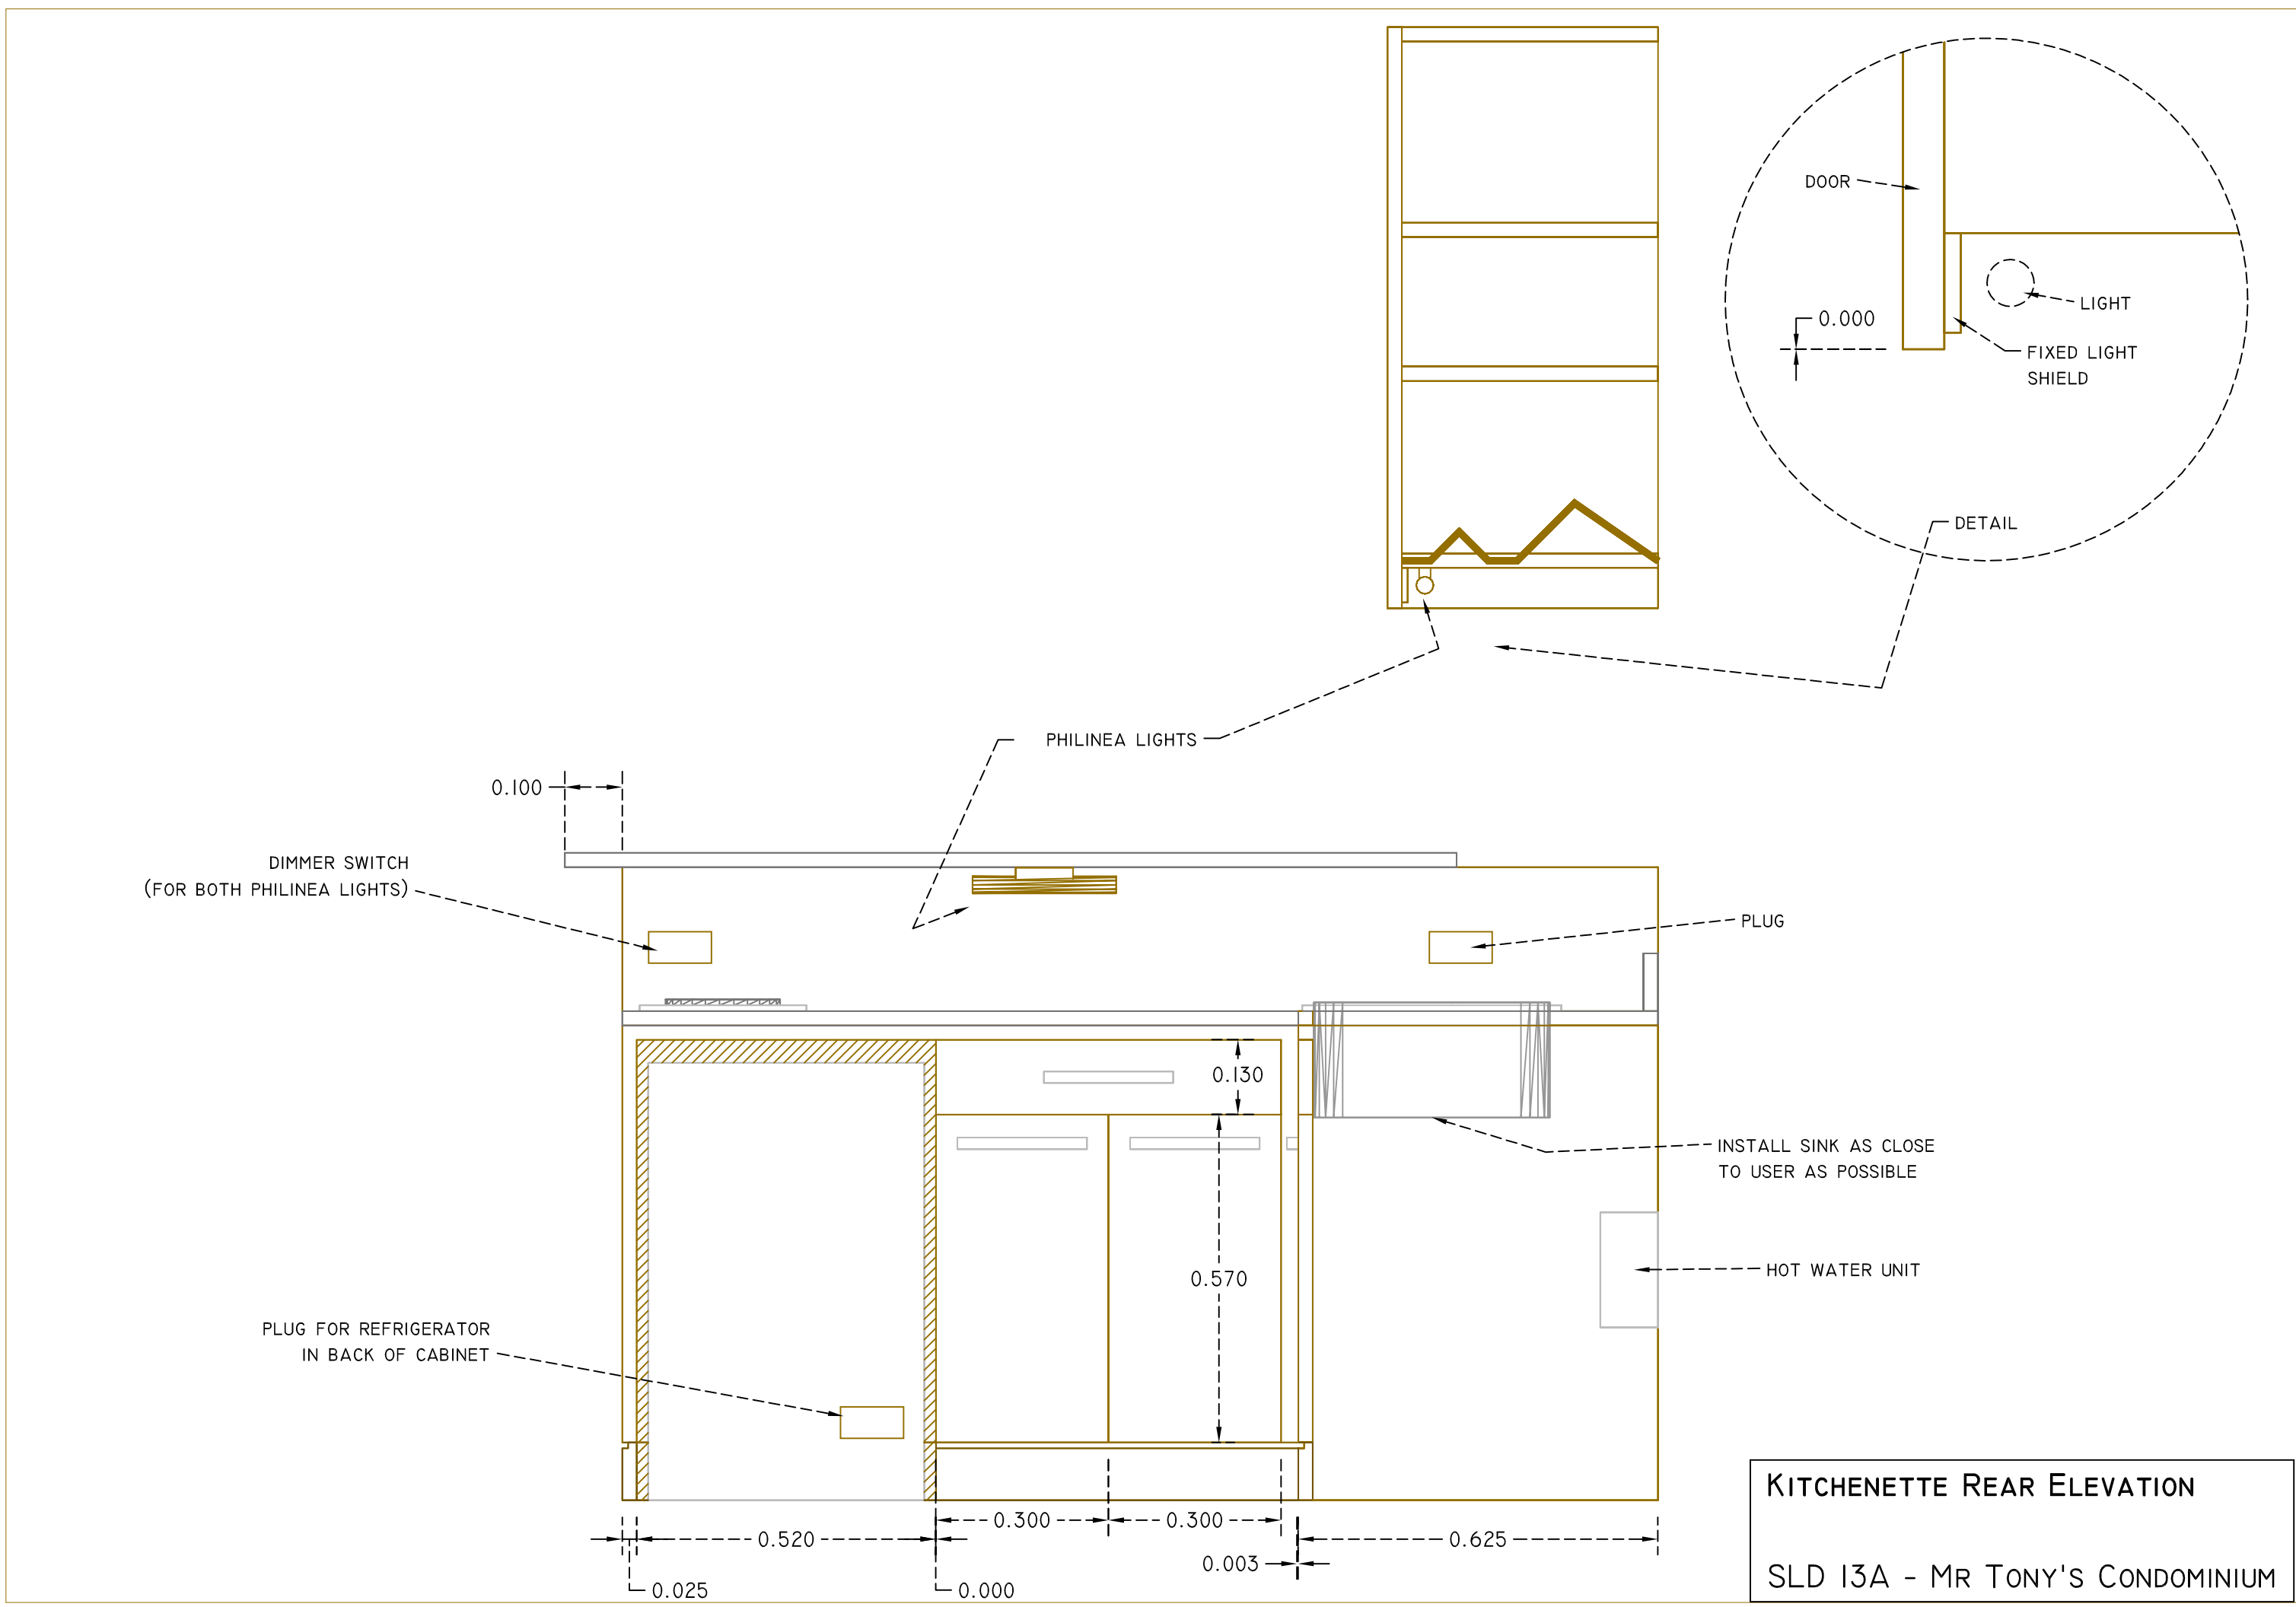 DOOR
LIGHT
0.000
FIXED LIGHT
SHIELD
DETAIL
PHILINEA LIGHTS
0.100
DIMMER SWITCH
(FOR BOTH PHILINEA LIGHTS)
PLUG
0.130
INSTALL SINK AS CLOSE
TO USER AS POSSIBLE
0.570
HOT WATER UNIT
PLUG FOR REFRIGERATOR
IN BACK OF CABINET
0.300
0.300
0.520
0.625
0.003
0.025
0.000
KITCHENETTE REAR ELEVATION
SLD 13A - MR TONY'S CONDOMINIUM